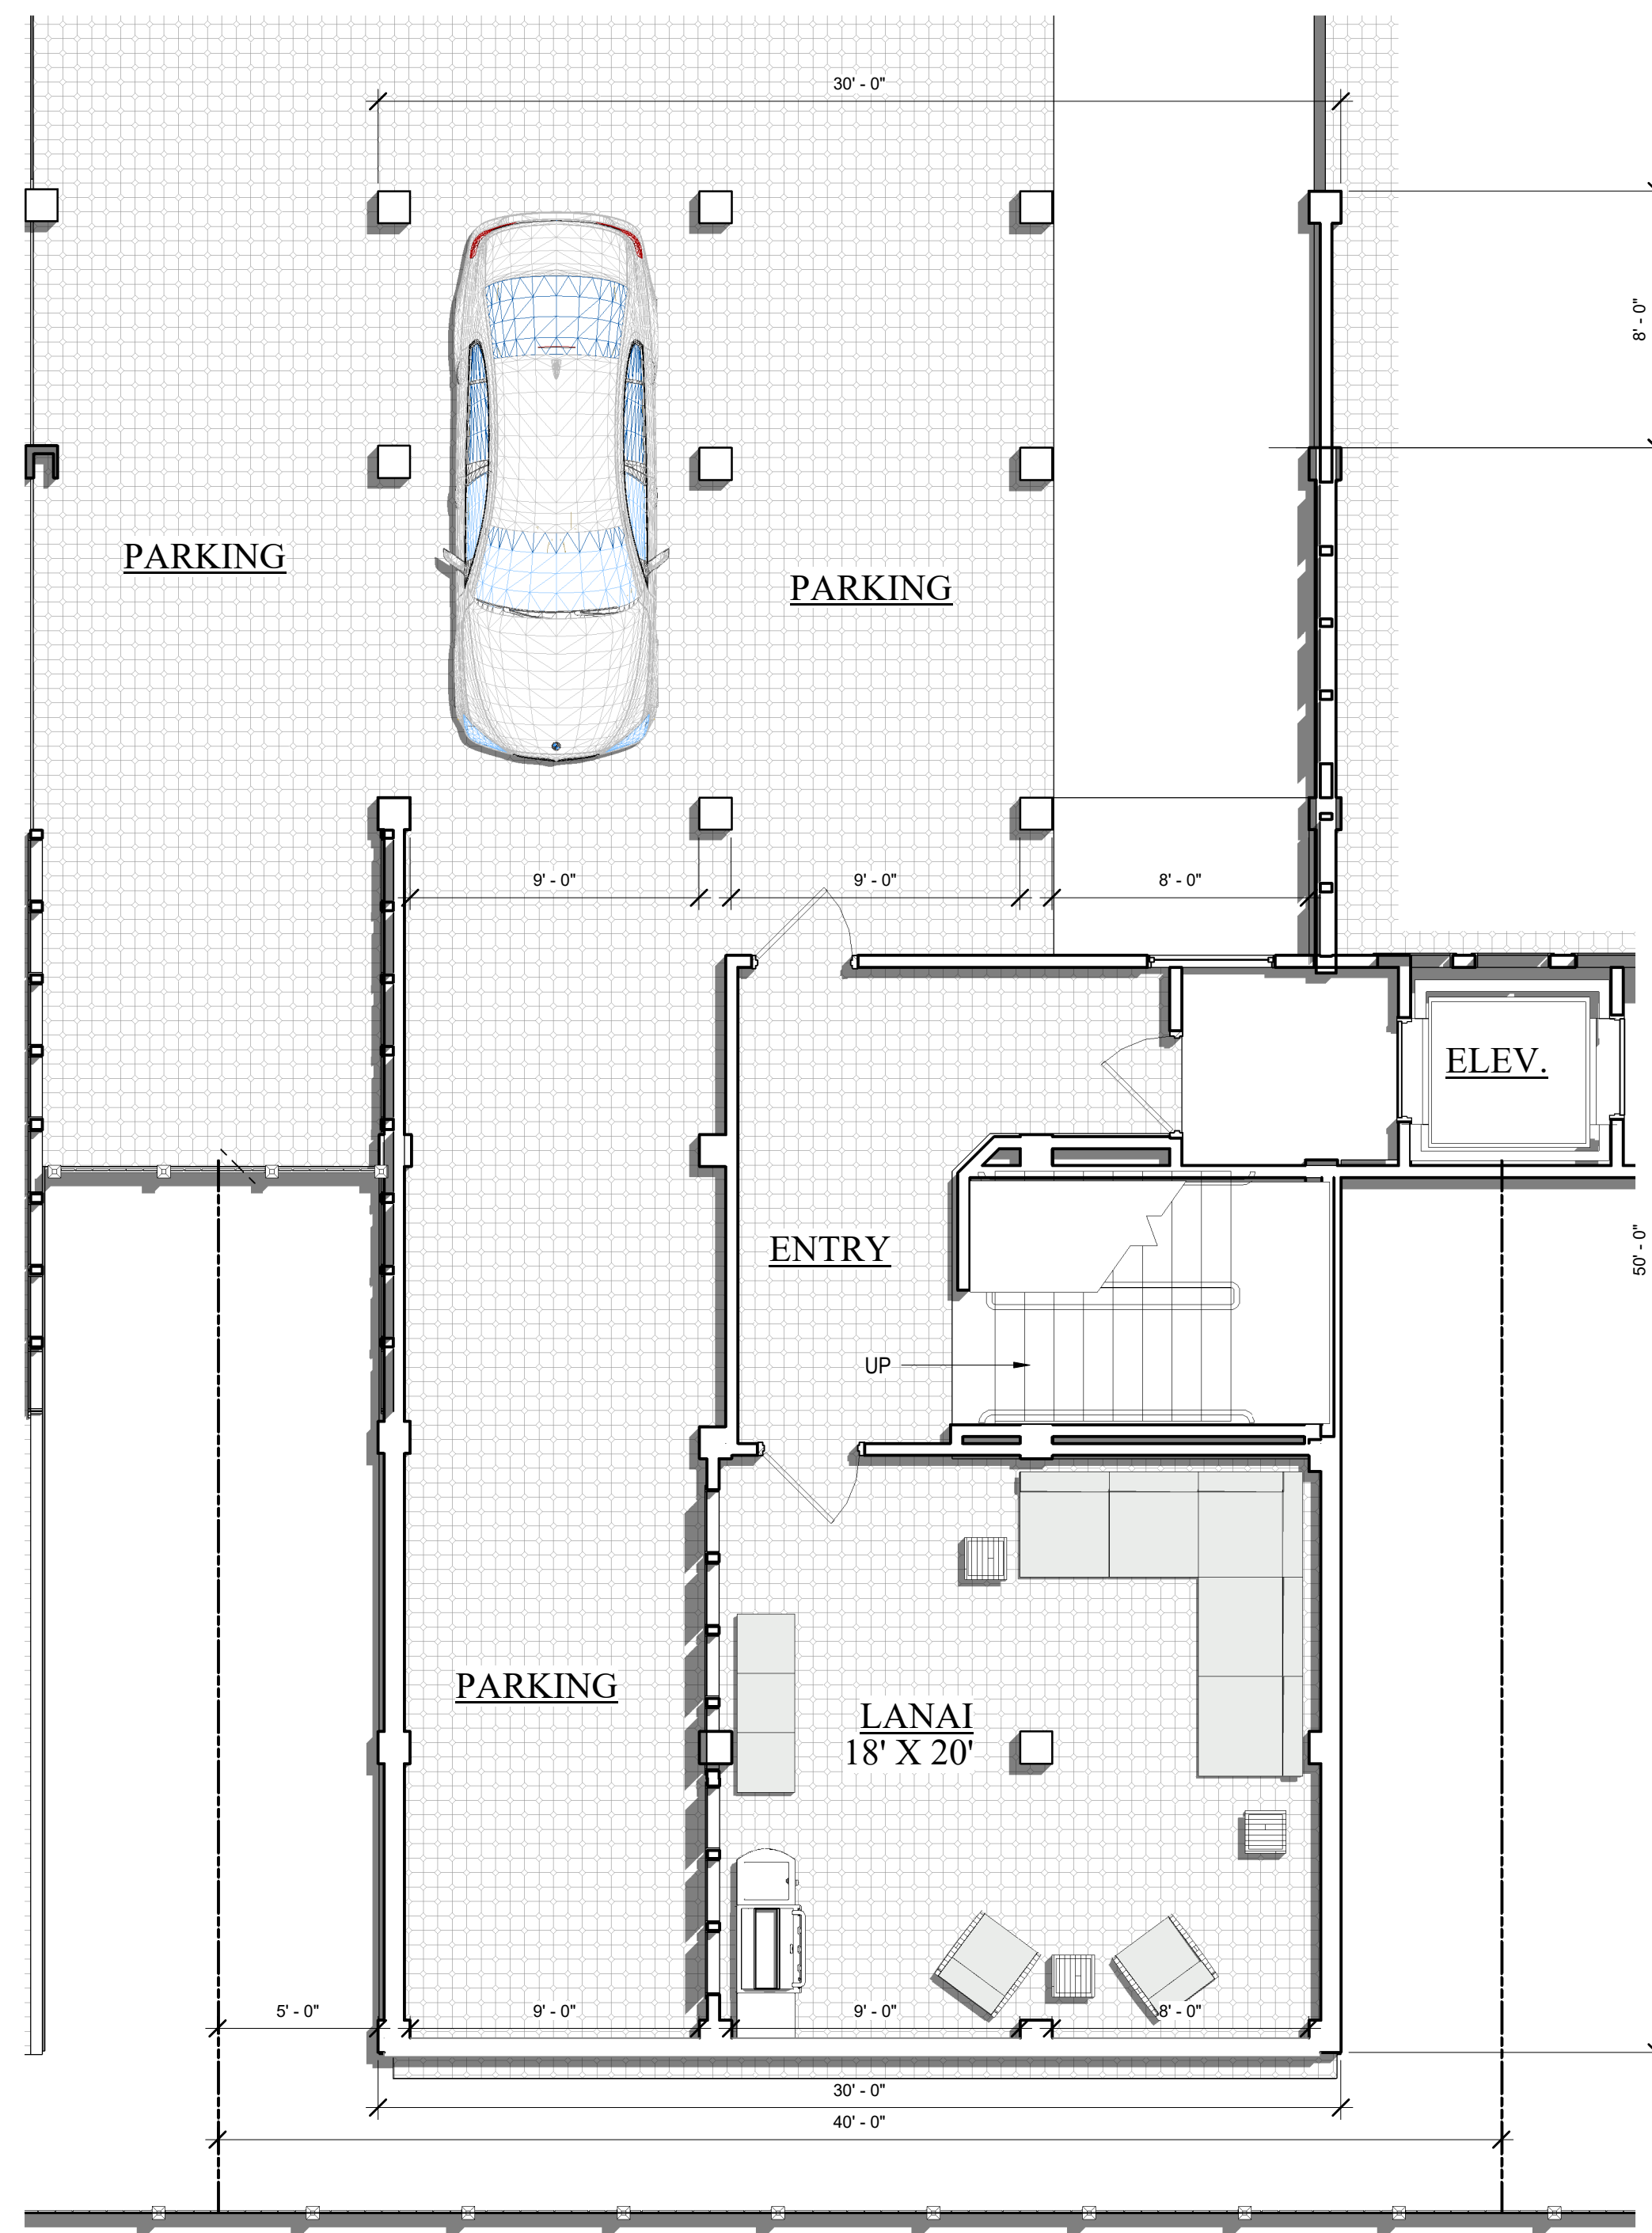 30' - 0"
8' - 0"
PARKING
PARKING
9' - 0"
9' - 0"
8' - 0"
ELEV.
ENTRY
50' - 0"
UP
PARKING
LANAI
18' X 20'
5' - 0"
9' - 0"
9' - 0"
8' - 0"
30' - 0"
40' - 0"